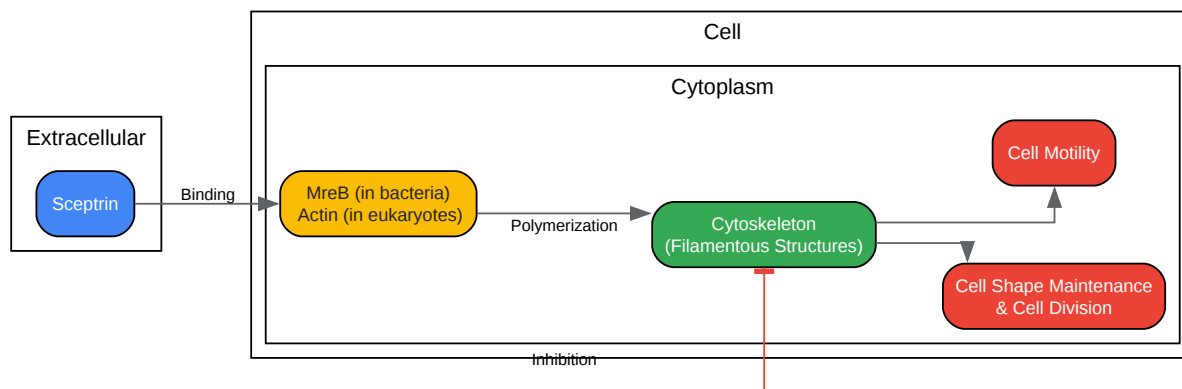 Cell
Cytoplasm
Extracellular
Sceptrin
Binding
MreB (in bacteria)
Actin (in eukaryotes)
Polymerization
Cytoskeleton
(Filamentous Structures)
Cell Motility
Cell Shape Maintenance
& Cell Division
Inhibition